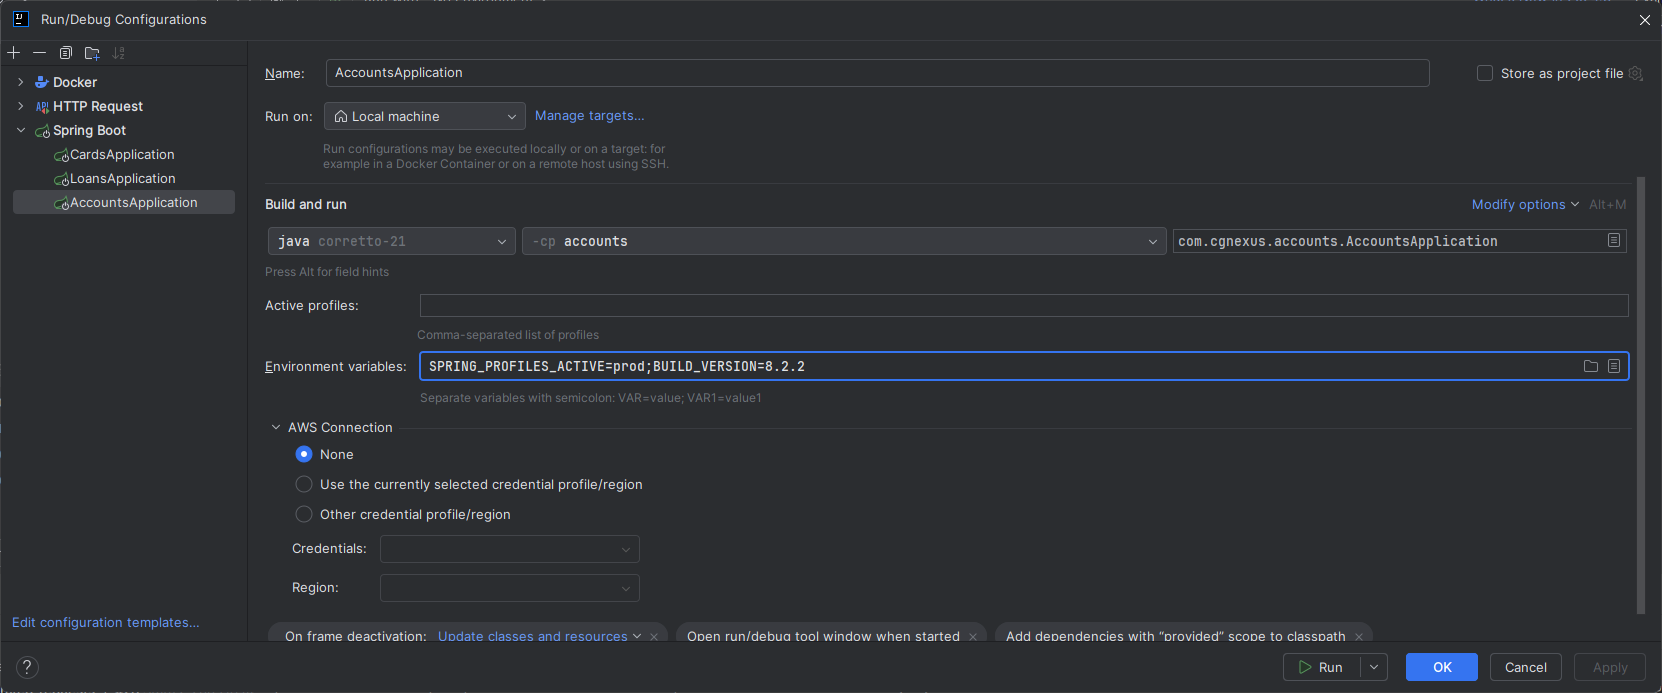 Run/Debug Configurations
Docker
HTTP Request
Spring Boot
CardsApplication
LoansApplication
AccountsApplication
Edit configuration templates...
Name: AccountsApplication
Store as project file
Run on: Local machine Manage targets...
Run configurations may be executed locally or on a target: for
example in a Docker Container or on a remote host using SSH.
Build and run
Modify options Alt+M
java corretto-21 -cp accounts com.cgnexus.accounts.AccountsApplication
Press Alt for field hints
Active profiles:
Comma-separated list of profiles
Environment variables: SPRING_PROFILES_ACTIVE=prod;BUILD_VERSION=8.2.2
Separate variables with semicolon: VAR=value; VAR1=value1
AWS Connection
None
Use the currently selected credential profile/region
Other credential profile/region
Credentials:
Region:
On frame deactivation: Update classes and resources Open run/debug tool window when started Add dependencies with “provided” scope to classpath
? Run OK Cancel Apply